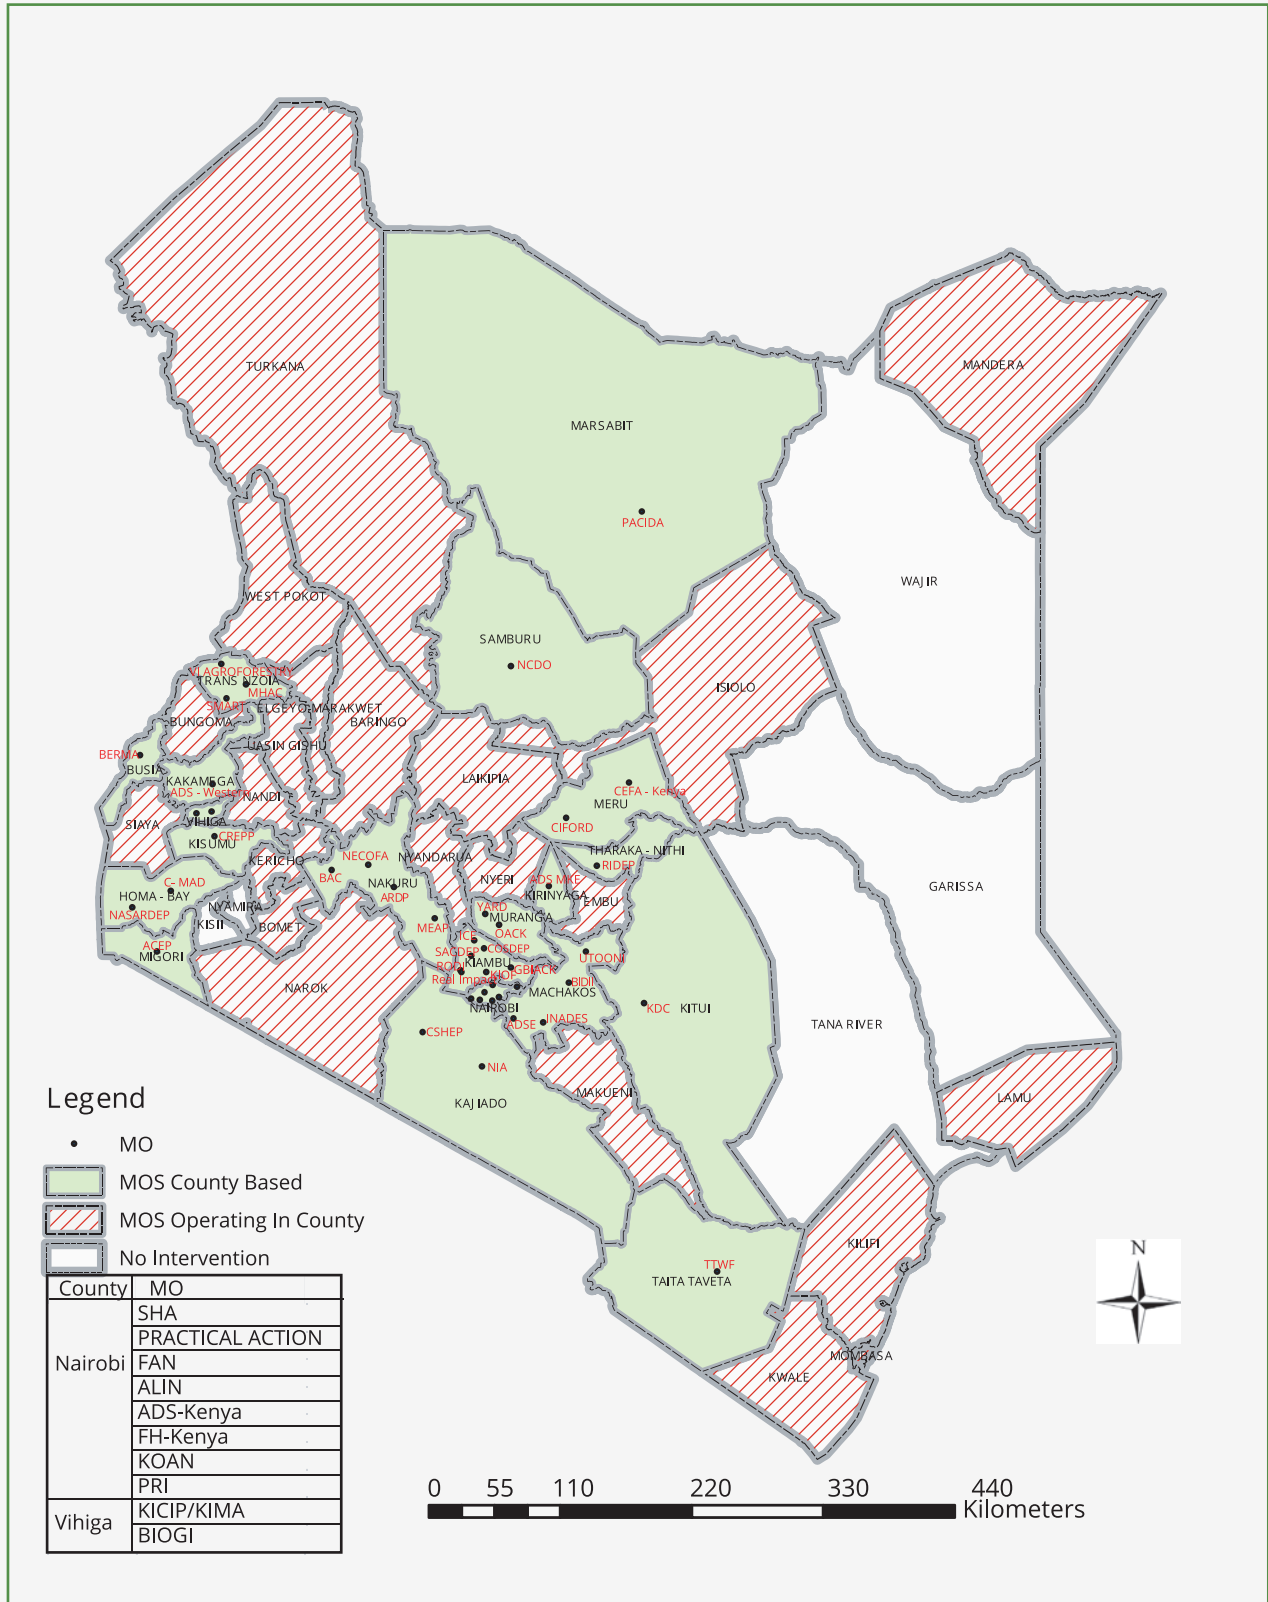 TURKANA
MANDERA
MARSABIT
PACIDA
WAJIR
WEST POKOT
SAMBURU
NCDO
VI AGROFORESTRY
TRANS NZOIA
MHAC
SMART
ELGEYO-MARAKWET
ISIOLO
BUNGOMA
BARINGO
UASIN GISHU
BERMA
BUSIA
KAKAMEGA
ADS - Western
NANDI
LAIKIPIA
CEFA - Kenya
MERU
SIAYA
VIHIGA
CIFORD
CREPP
KISUMU
KERICHO
NECOFA
NYANDARUA
THARAKA - NITHI
RIDEP
BAC
NAKURU
ARDP
NYERI
ADS MKE
KIRINYAGA
EMBU
GARISSA
C- MAD
HOMA - BAY
NYAMIRA
NASARDEP
KISII
BOMET
YARD
MURANGA
MEAP
OACK
ICE
ACEP
MIGORI
SACDEP
COSDEP
UTOONI
KIAMBU
RODI
GBIACK
Real Impact
KIOF
BIDII
MACHAKOS
NAROK
NAIROBI
KDC
KITUI
TANA RIVER
ADSE
INADES
CSHEP
NIA
KAJIADO
MAKUENI
LAMU
KILIFI
TTWF
TAITA TAVETA
MOMBASA
KWALE
Legend
MO
MOS County Based
MOS Operating In County
No Intervention
County MO
Nairobi
SHA
PRACTICAL ACTION
FAN
ALIN
ADS-Kenya
FH-Kenya
KOAN
PRI
Vihiga
KICIP/KIMA
BIOGI
N
0 55 110 220 330 440
Kilometers